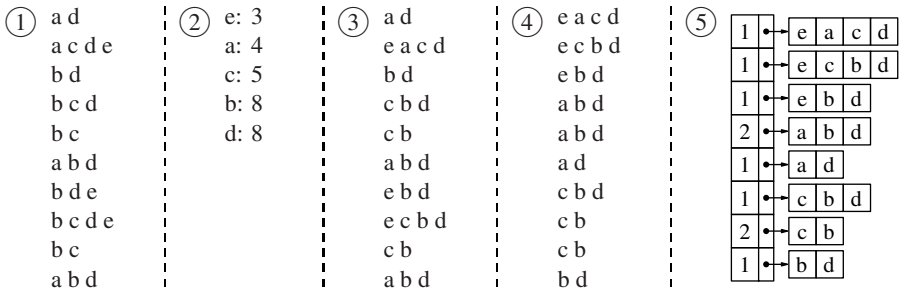 1
a d
a c d e
b d
b c d
b c
a b d
b d e
b c d e
b c
a b d
2
e: 3
a: 4
c: 5
b: 8
d: 8
3
a d
e a c d
b d
c b d
c b
a b d
e b d
e c b d
c b
a b d
4
e a c d
e c b d
e b d
a b d
a b d
a d
c b d
c b
c b
b d
5
1 e a c d
1 e c b d
1 e b d
2 a b d
1 a d
1 c b d
2 c b
1 b d